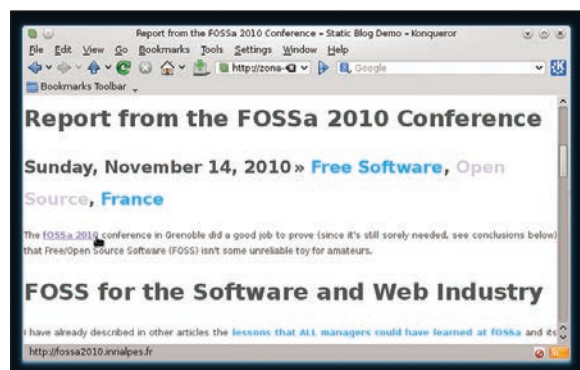 Report from the FOSSa 2010 Conference - Static Blog Demo - Konqueror
File Edit View Go Bookmarks Tools Settings Window Help
http://zona- Google
Bookmarks Toolbar
Report from the FOSSa 2010 Conference
Sunday, November 14, 2010» Free Software, Open
Source, France
The fOSSa 2010 conference in Grenoble did a good job to prove (since it's still sorely needed, see conclusions below)
that Free/Open Source Software (FOSS) isn't some unreliable toy for amateurs.
FOSS for the Software and Web Industry
I have already described in other articles the lessons that ALL managers could have learned at fOSSa and its
http://fossa2010.inrialpes.fr